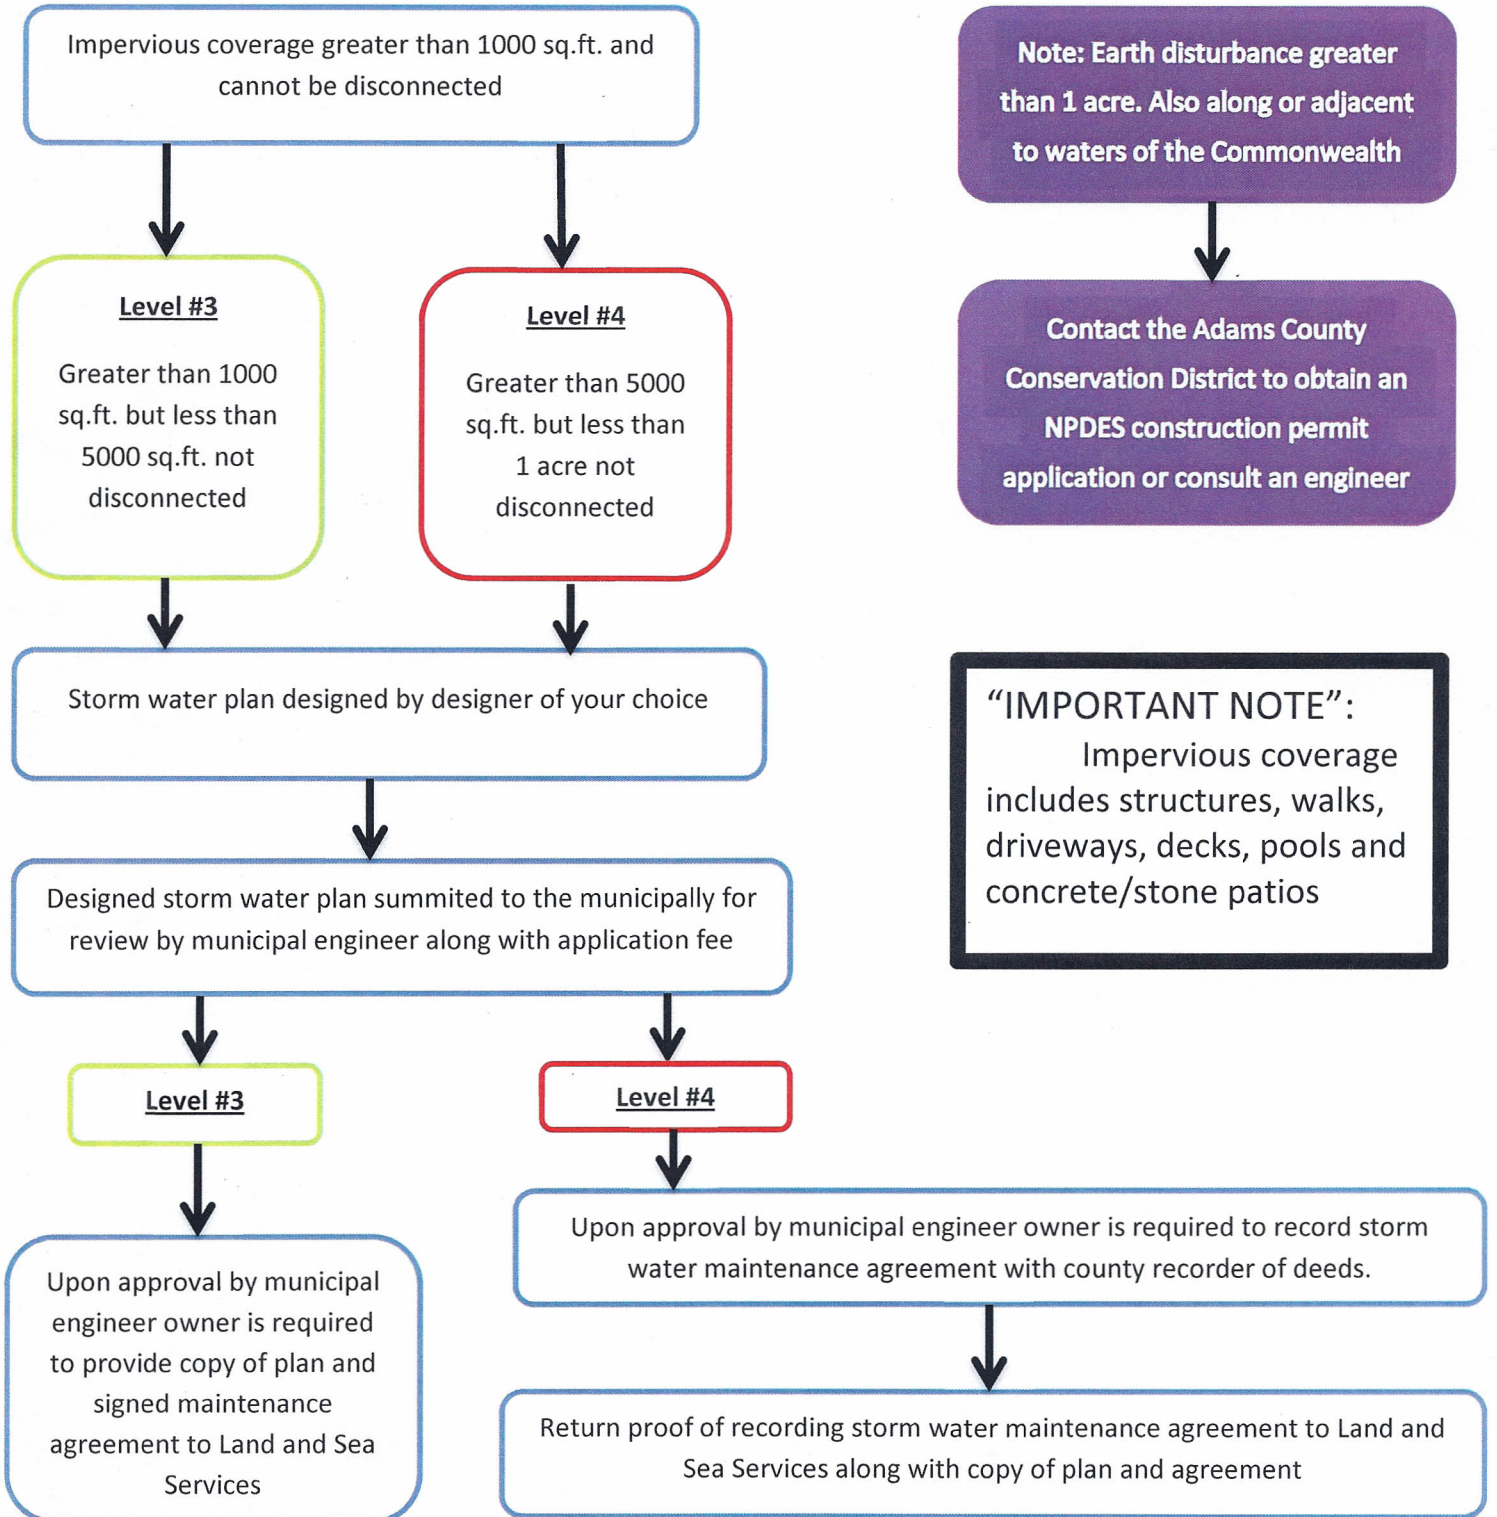 Impervious coverage greater than 1000 sq.ft. and
cannot be disconnected
Note: Earth disturbance greater
than 1 acre. Also along or adjacent
to waters of the Commonwealth
Level #3
Greater than 1000
sq.ft. but less than
5000 sq.ft. not
disconnected
Level #4
Greater than 5000
sq.ft. but less than
1 acre not
disconnected
Contact the Adams County
Conservation District to obtain an
NPDES construction permit
application or consult an engineer
Storm water plan designed by designer of your choice
“IMPORTANT NOTE”:
Impervious coverage
includes structures, walks,
driveways, decks, pools and
concrete/stone patios
Designed storm water plan summited to the municipally for
review by municipal engineer along with application fee
Level #3
Level #4
Upon approval by municipal
engineer owner is required
to provide copy of plan and
signed maintenance
agreement to Land and Sea
Services
Upon approval by municipal engineer owner is required to record storm
water maintenance agreement with county recorder of deeds.
Return proof of recording storm water maintenance agreement to Land and
Sea Services along with copy of plan and agreement